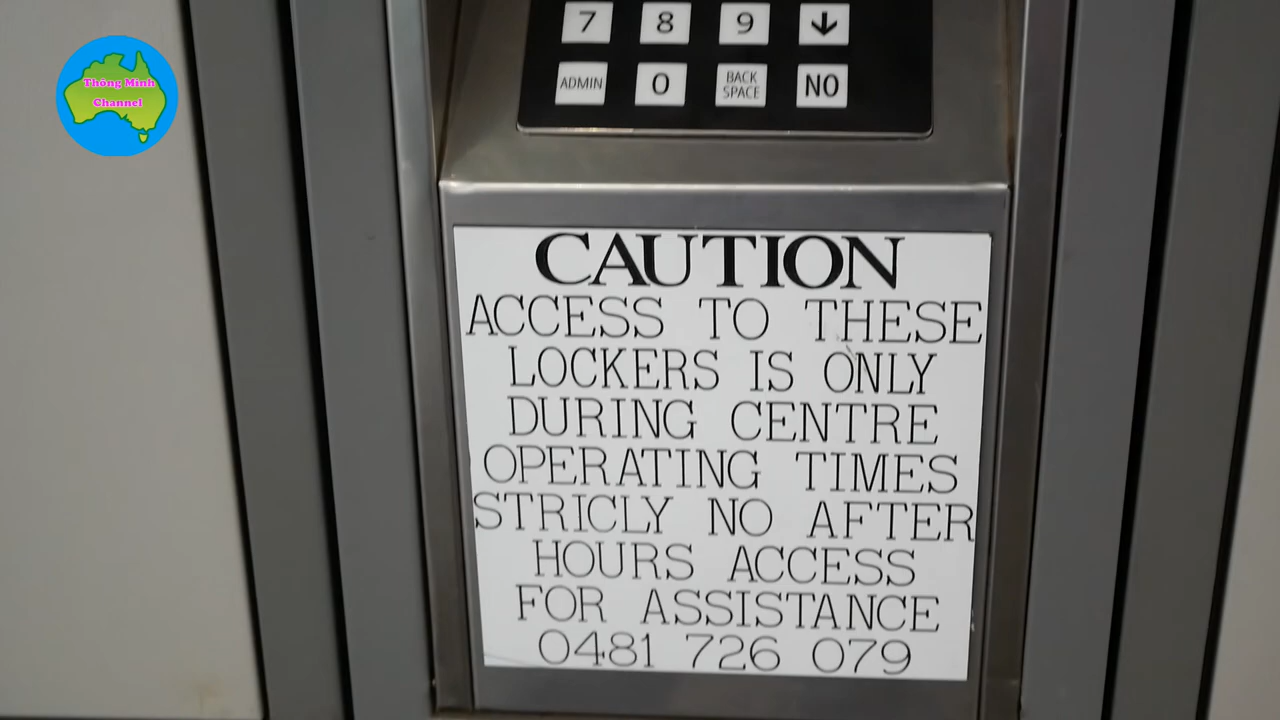 Thông Minh
Channel
7 8 9 ↓
ADMIN 0 BACK SPACE NO
CAUTION
ACCESS TO THESE
LOCKERS IS ONLY
DURING CENTRE
OPERATING TIMES
STRICLY NO AFTER
HOURS ACCESS
FOR ASSISTANCE
0481 726 079